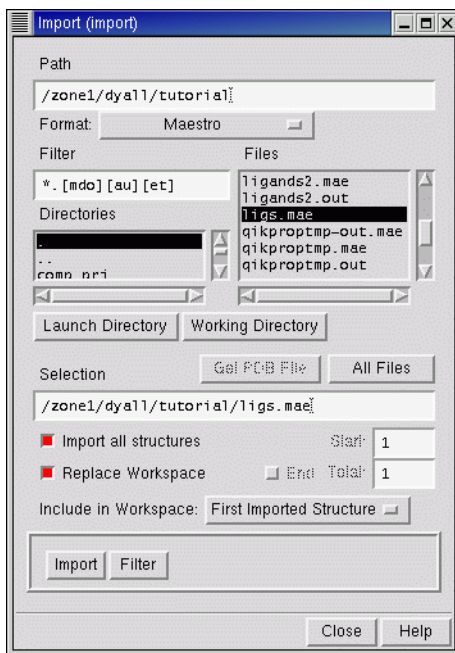 Import (import)
Path
/zone1/dyall/tutorial
Format: Maestro
Filter
Files
*.[mdo][au][et]
ligands2.mae
ligands2.out
ligs.mae
qikproptmp-out.mae
qikproptmp.mae
qikproptmp.out
Directories
.
..
comp_pri
Launch Directory Working Directory
Get PDB File All Files
Selection
/zone1/dyall/tutorial/ligs.mae
Import all structures Start: 1
Replace Workspace End Total: 1
Include in Workspace: First Imported Structure
Import Filter
Close Help